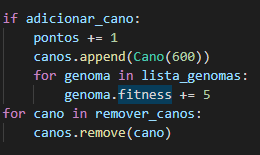 if adicionar_cano:
    pontos += 1
    canos.append(Cano(600))
    for genoma in lista_genomas:
        genoma.fitness += 5
for cano in remover_canos:
    canos.remove(cano)